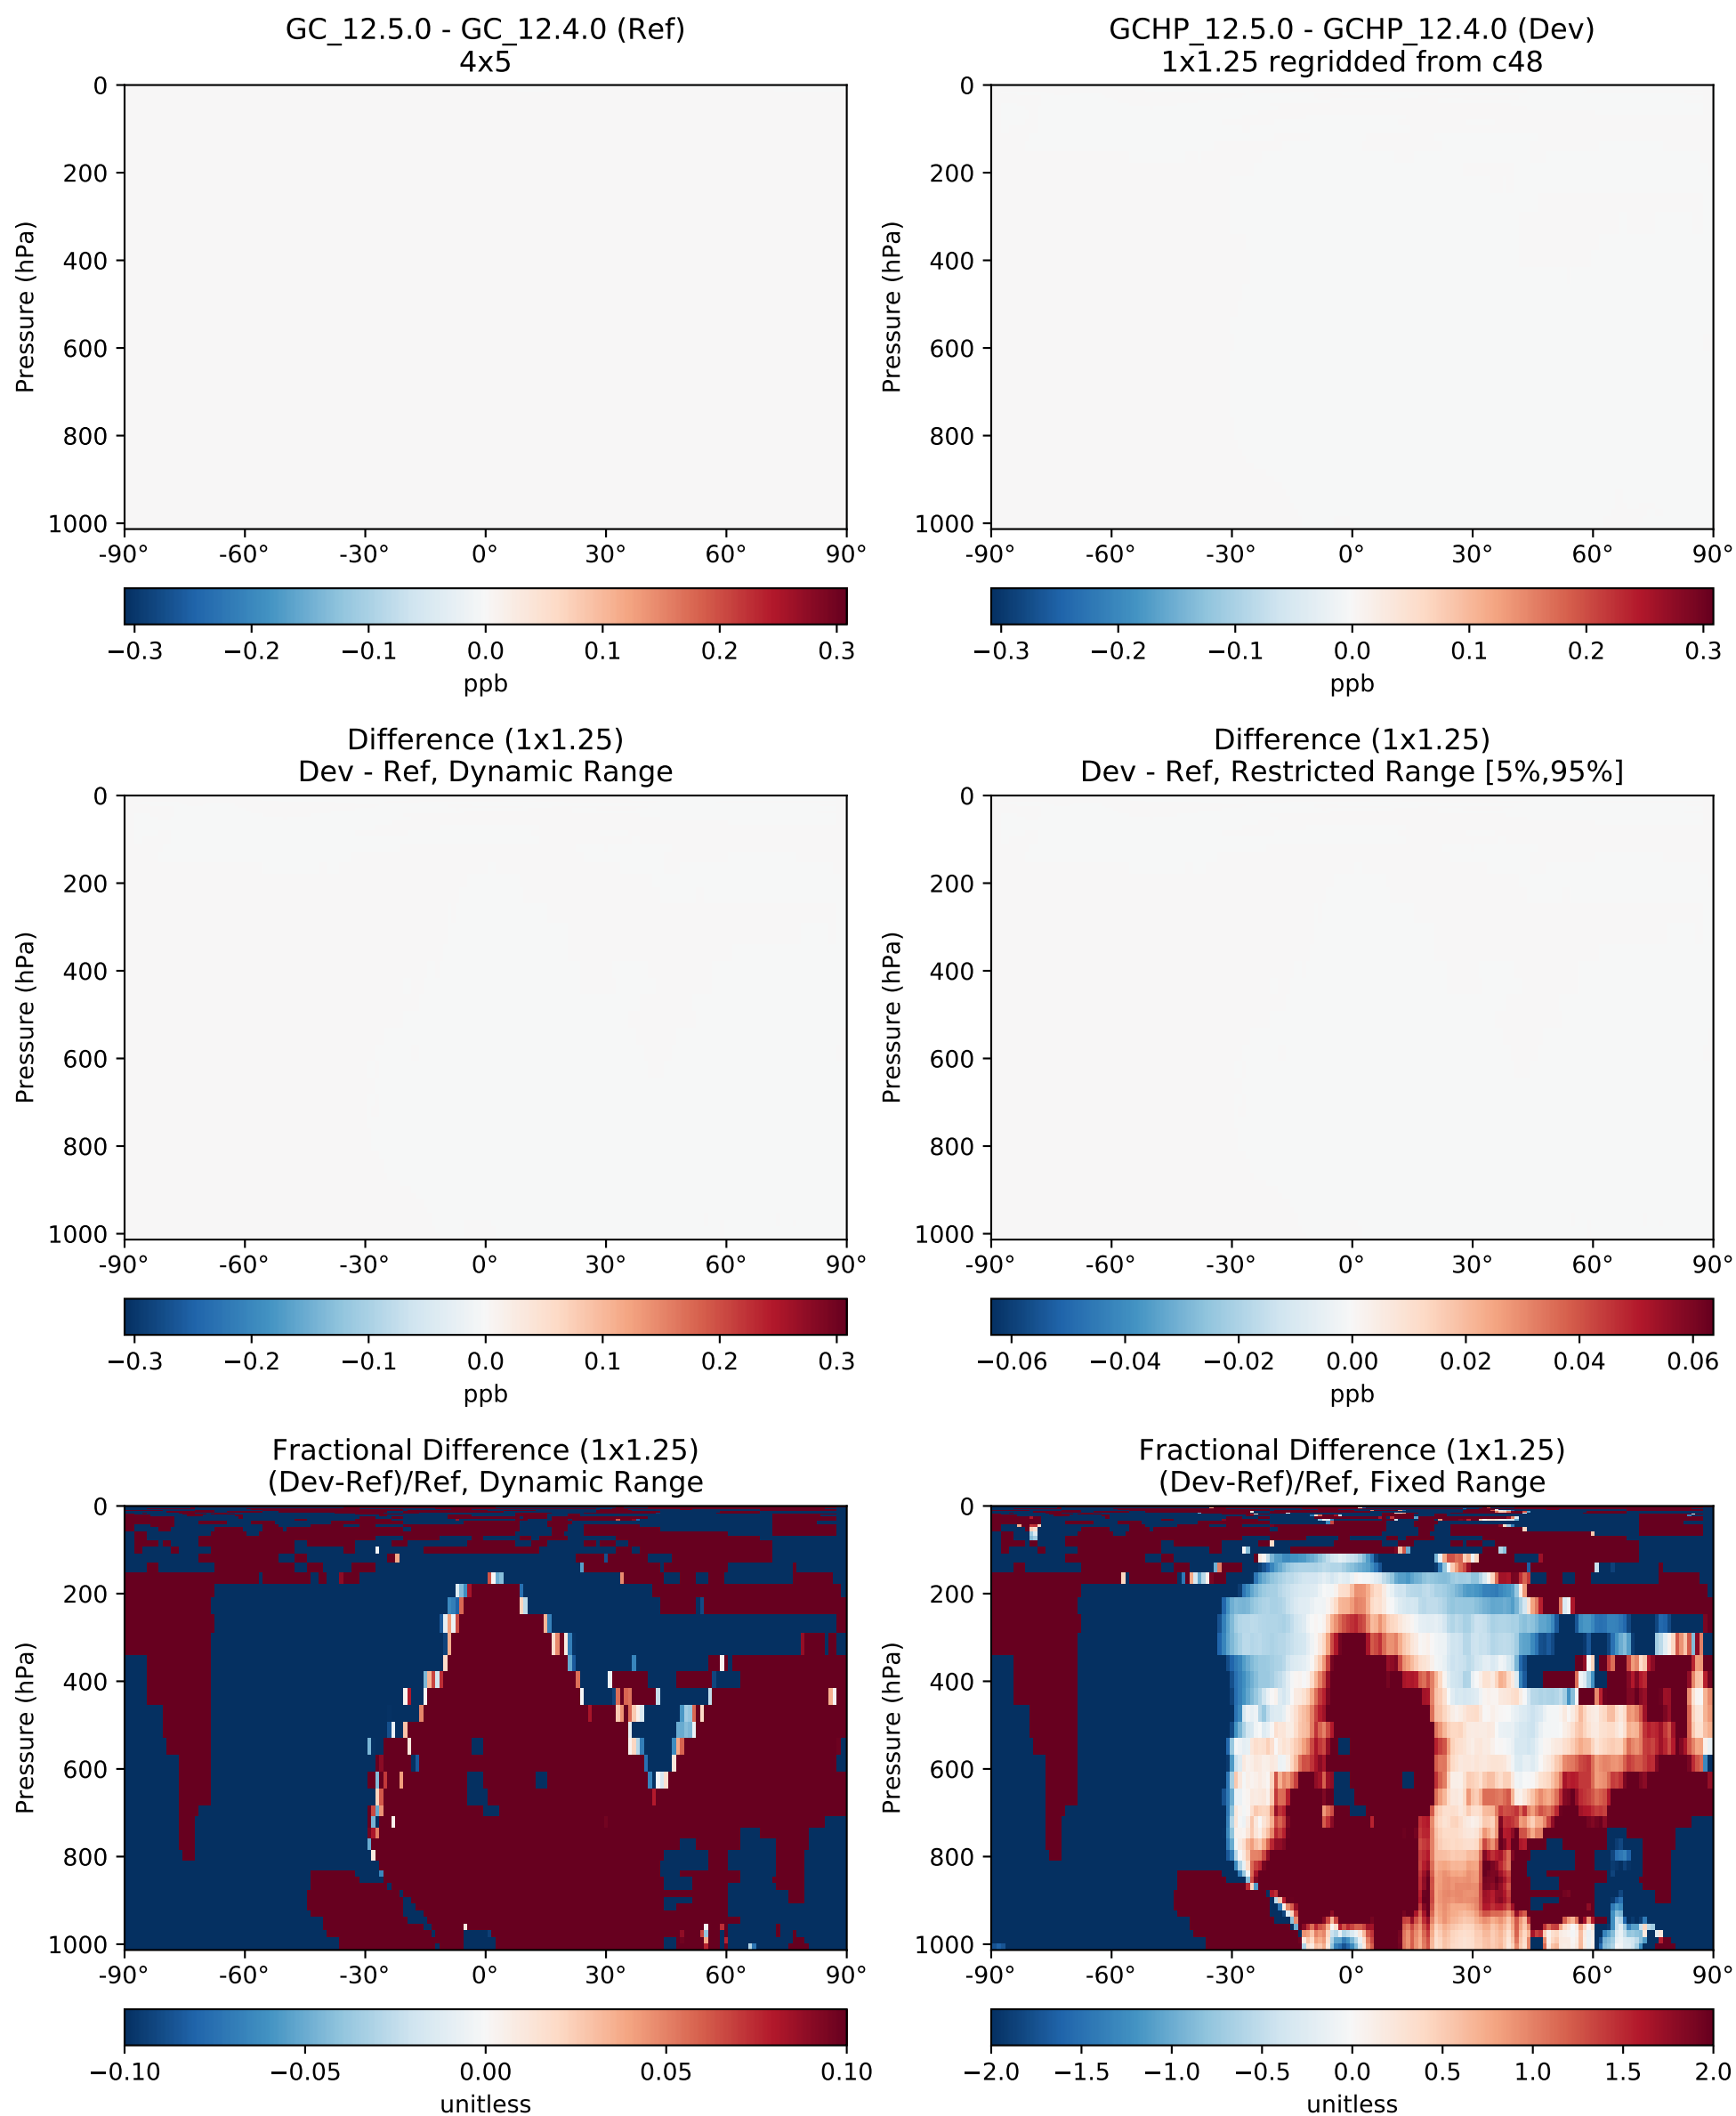 GC_12.5.0 - GC_12.4.0 (Ref)
4x5
GCHP_12.5.0 - GCHP_12.4.0 (Dev)
1x1.25 regridded from c48
Pressure (hPa)
0
200
400
600
800
1000
-90° -60° -30° 0° 30° 60° 90°
−0.3 −0.2 −0.1 0.0 0.1 0.2 0.3
ppb
Pressure (hPa)
0
200
400
600
800
1000
-90° -60° -30° 0° 30° 60° 90°
−0.3 −0.2 −0.1 0.0 0.1 0.2 0.3
ppb
Difference (1x1.25)
Dev - Ref, Dynamic Range
Difference (1x1.25)
Dev - Ref, Restricted Range [5%,95%]
Pressure (hPa)
0
200
400
600
800
1000
-90° -60° -30° 0° 30° 60° 90°
−0.3 −0.2 −0.1 0.0 0.1 0.2 0.3
ppb
Pressure (hPa)
0
200
400
600
800
1000
-90° -60° -30° 0° 30° 60° 90°
−0.06 −0.04 −0.02 0.00 0.02 0.04 0.06
ppb
Fractional Difference (1x1.25)
(Dev-Ref)/Ref, Dynamic Range
Fractional Difference (1x1.25)
(Dev-Ref)/Ref, Fixed Range
Pressure (hPa)
0
200
400
600
800
1000
-90° -60° -30° 0° 30° 60° 90°
−0.10 −0.05 0.00 0.05 0.10
unitless
Pressure (hPa)
0
200
400
600
800
1000
-90° -60° -30° 0° 30° 60° 90°
−2.0 −1.5 −1.0 −0.5 0.0 0.5 1.0 1.5 2.0
unitless